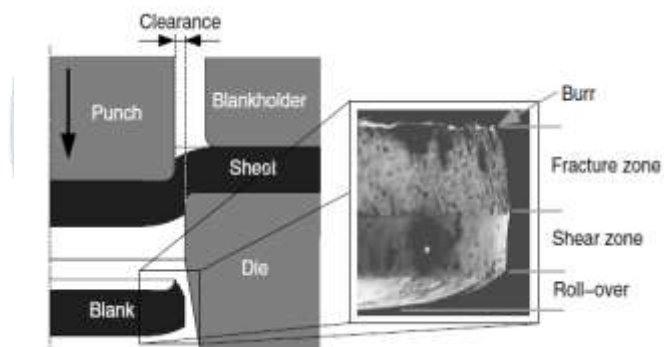 Clearance
Punch
Blankholder
Sheet
Die
Blank
Burr
Fracture zone
Shear zone
Roll-over